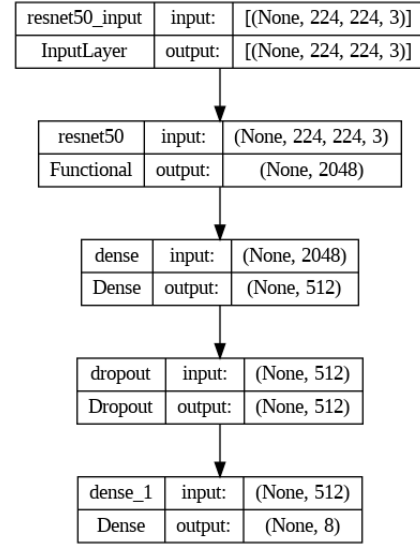 resnet50_input input: [(None, 224, 224, 3)]
InputLayer output: [(None, 224, 224, 3)]
resnet50 input: (None, 224, 224, 3)
Functional output: (None, 2048)
dense input: (None, 2048)
Dense output: (None, 512)
dropout input: (None, 512)
Dropout output: (None, 512)
dense_1 input: (None, 512)
Dense output: (None, 8)